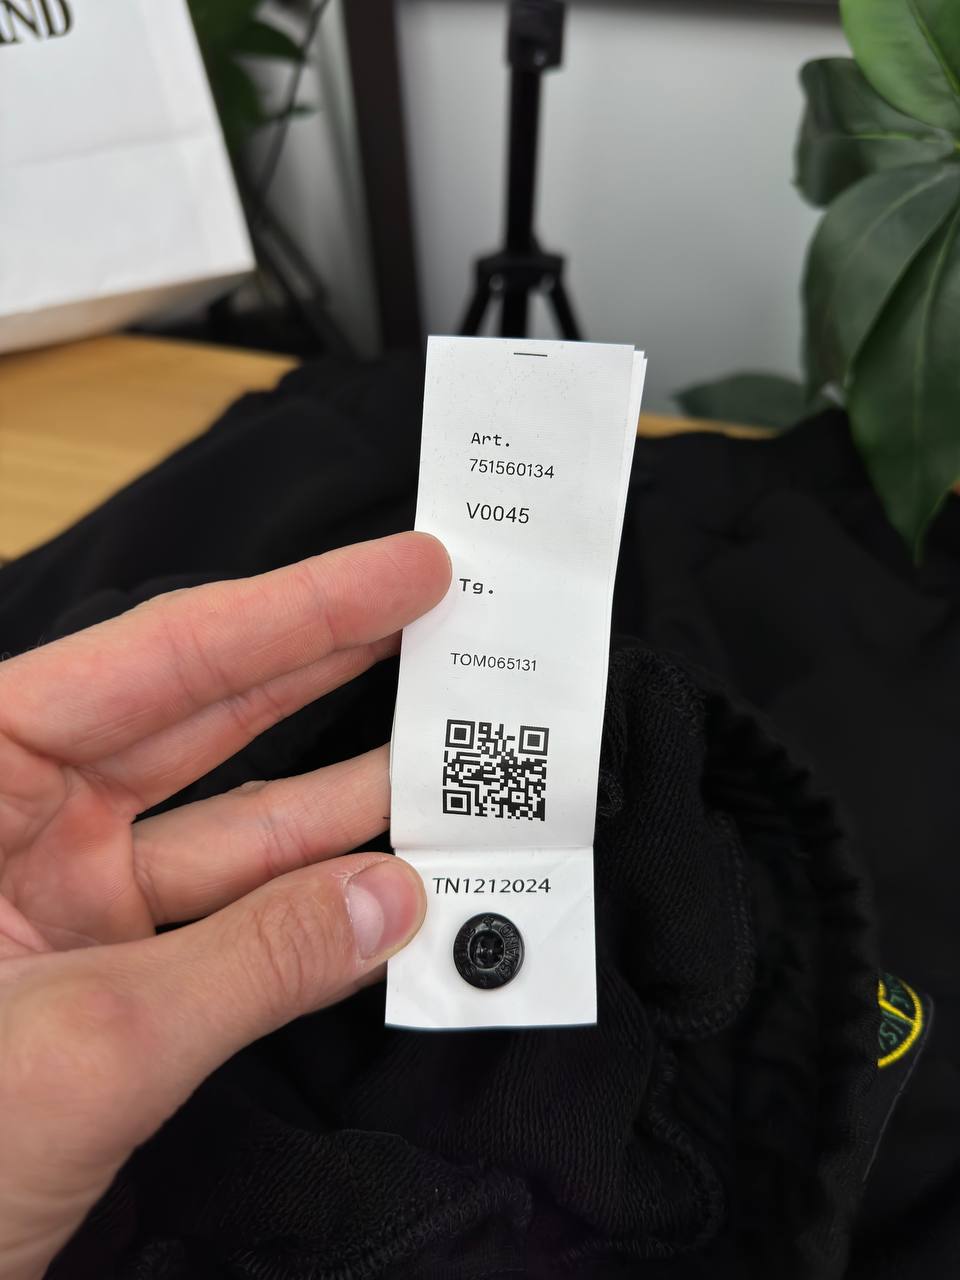 Art.
751560134
V0045
Tg.
TOM065131
TN1212024